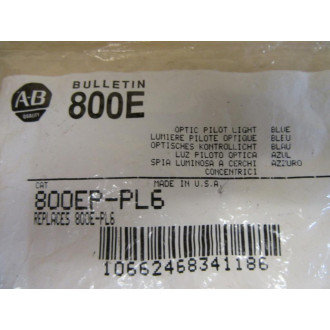 AB
QUALITY
BULLETIN
800E
OPTIC PILOT LIGHT BLUE
LUMIERE PILOTE OPTIQUE BLEU
OPTISCHES KONTROLLICHT BLAU
LUZ PILOTO OPTICA AZUL
SPIA LUMINOSA A CERCHI AZZURO
CONCENTRICI
CAT MADE IN U.S.A.
800EP-PL6
REPLACES 800E-PL6
10662468341186